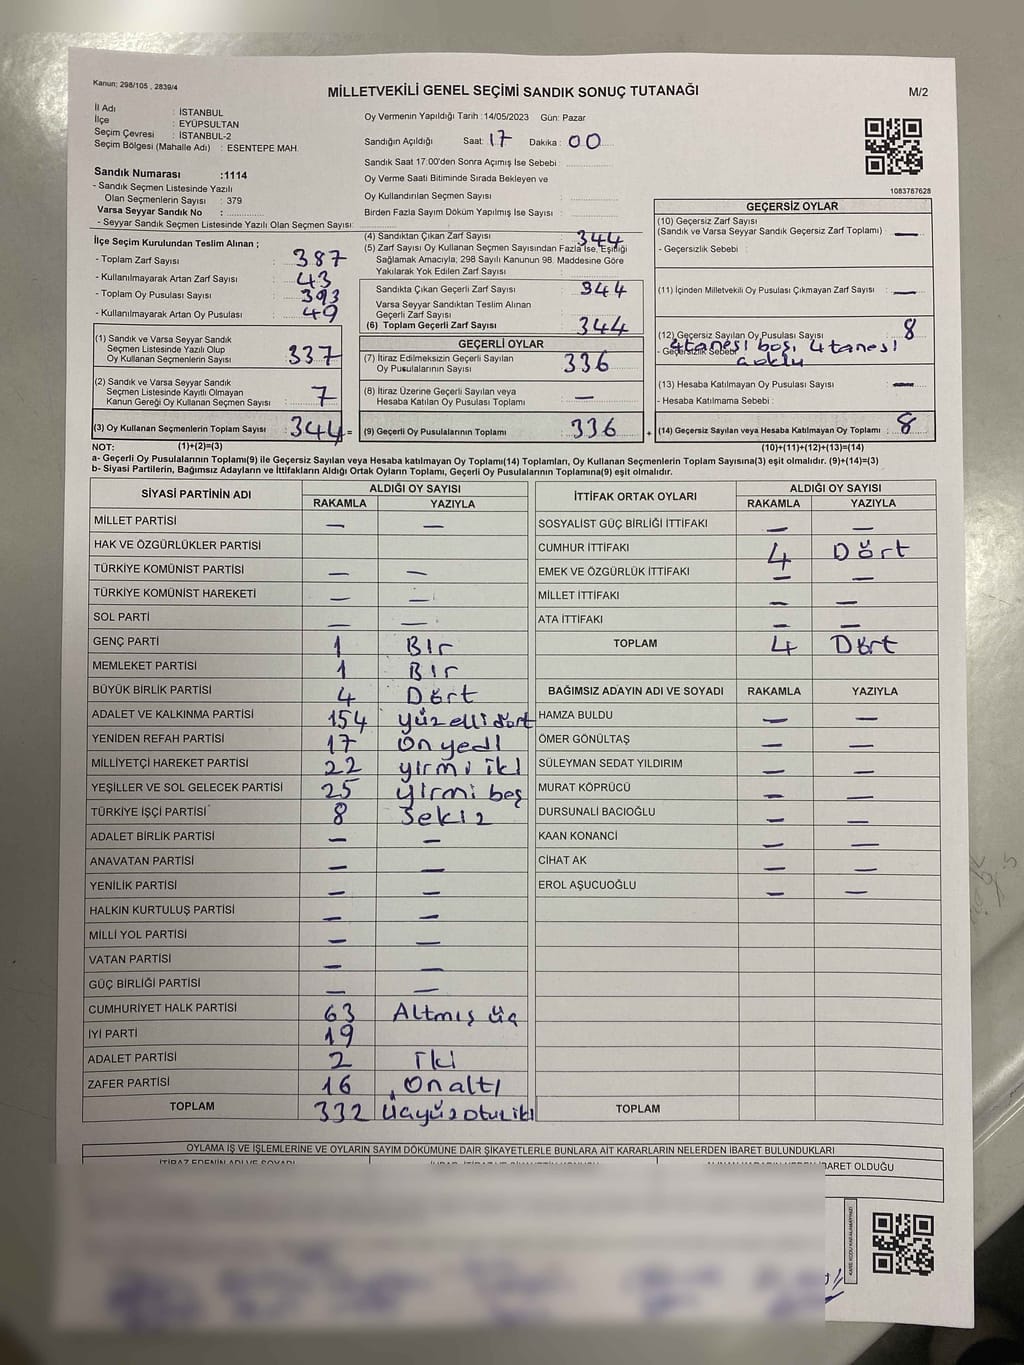 Kanun; 298/105 , 2839/4
MİLLETVEKİLİ GENEL SEÇİMİ SANDIK SONUÇ TUTANAĞI
M/2
İl Adı : İSTANBUL
İlçe : EYÜPSULTAN
Seçim Çevresi : İSTANBUL-2
Seçim Bölgesi (Mahalle Adı) : ESENTEPE MAH.
Oy Vermenin Yapıldığı Tarih : 14/05/2023 Gün: Pazar
Sandığın Açıldığı Saat: 17 Dakika: 00
Sandık Saat 17:00'den Sonra Açımış İse Sebebi :
Oy Verme Saati Bitiminde Sırada Bekleyen ve
Oy Kullandırılan Seçmen Sayısı :
Birden Fazla Sayım Döküm Yapılmış İse Sayısı :
1083787628
Sandık Numarası :1114
- Sandık Seçmen Listesinde Yazılı
Olan Seçmenlerin Sayısı : 379
Varsa Seyyar Sandık No :
- Seyyar Sandık Seçmen Listesinde Yazılı Olan Seçmen Sayısı:
İlçe Seçim Kurulundan Teslim Alınan ;
- Toplam Zarf Sayısı : 387
- Kullanılmayarak Artan Zarf Sayısı : 43
- Toplam Oy Pusulası Sayısı : 393
- Kullanılmayarak Artan Oy Pusulası : 49
(1) Sandık ve Varsa Seyyar Sandık
Seçmen Listesinde Yazılı Olup
Oy Kullanan Seçmenlerin Sayısı : 337
(2) Sandık ve Varsa Seyyar Sandık
Seçmen Listesinde Kayıtlı Olmayan
Kanun Gereği Oy Kullanan Seçmen Sayısı : 7
(3) Oy Kullanan Seçmenlerin Toplam Sayısı : 344 =
(4) Sandıktan Çıkan Zarf Sayısı : 344
(5) Zarf Sayısı Oy Kullanan Seçmen Sayısından Fazla İse, Eşitliği
Sağlamak Amacıyla; 298 Sayılı Kanunun 98. Maddesine Göre
Yakılarak Yok Edilen Zarf Sayısı :
Sandıkta Çıkan Geçerli Zarf Sayısı : 344
Varsa Seyyar Sandıktan Teslim Alınan
Geçerli Zarf Sayısı :
(6) Toplam Geçerli Zarf Sayısı : 344
GEÇERLİ OYLAR
(7) İtiraz Edilmeksizin Geçerli Sayılan
Oy Pusulalarının Sayısı : 336
(8) İtiraz Üzerine Geçerli Sayılan veya
Hesaba Katılan Oy Pusulası Toplamı : —
(9) Geçerli Oy Pusulalarının Toplamı : 336 +
GEÇERSİZ OYLAR
(10) Geçersiz Zarf Sayısı
(Sandık ve Varsa Seyyar Sandık Geçersiz Zarf Toplamı) : —
- Geçersizlik Sebebi :
(11) İçinden Milletvekili Oy Pusulası Çıkmayan Zarf Sayısı : —
(12) Geçersiz Sayılan Oy Pusulası Sayısı : 8
- Geçersizlik Sebebi : 4 tanesi boş, 4 tanesi
(13) Hesaba Katılmayan Oy Pusulası Sayısı : —
- Hesaba Katılmama Sebebi :
(14) Geçersiz Sayılan veya Hesaba Katılmayan Oy Toplamı : 8
NOT: (1)+(2)=(3) (10)+(11)+(12)+(13)=(14)
a- Geçerli Oy Pusulalarının Toplamı(9) ile Geçersiz Sayılan veya Hesaba katılmayan Oy Toplamı(14) Toplamları, Oy Kullanan Seçmenlerin Toplam Sayısına(3) eşit olmalıdır. (9)+(14)=(3)
b- Siyasi Partilerin, Bağımsız Adayların ve İttifakların Aldığı Ortak Oyların Toplamı, Geçerli Oy Pusulalarının Toplamına(9) eşit olmalıdır.
SİYASİ PARTİNİN ADI ALDIĞI OY SAYISI
RAKAMLA YAZIYLA
MİLLET PARTİSİ — —
HAK VE ÖZGÜRLÜKLER PARTİSİ
TÜRKİYE KOMÜNİST PARTİSİ — —
TÜRKİYE KOMÜNİST HAREKETİ — —
SOL PARTİ — —
GENÇ PARTİ 1 Bir
MEMLEKET PARTİSİ 1 Bir
BÜYÜK BİRLİK PARTİSİ 4 Dört
ADALET VE KALKINMA PARTİSİ 154 yüz elli dört
YENİDEN REFAH PARTİSİ 17 on yedi
MİLLİYETÇİ HAREKET PARTİSİ 22 yirmi iki
YEŞİLLER VE SOL GELECEK PARTİSİ 25 yirmi beş
TÜRKİYE İŞÇİ PARTİSİ 8 Sekiz
ADALET BİRLİK PARTİSİ — —
ANAVATAN PARTİSİ — —
YENİLİK PARTİSİ — —
HALKIN KURTULUŞ PARTİSİ — —
MİLLİ YOL PARTİSİ — —
VATAN PARTİSİ — —
GÜÇ BİRLİĞİ PARTİSİ — —
CUMHURİYET HALK PARTİSİ 63 Altmış üç
İYİ PARTİ 19
ADALET PARTİSİ 2 iki
ZAFER PARTİSİ 16 On altı
TOPLAM 332 Üçyüzotuziki
İTTİFAK ORTAK OYLARI ALDIĞI OY SAYISI
RAKAMLA YAZIYLA
SOSYALİST GÜÇ BİRLİĞİ İTTİFAKI — —
CUMHUR İTTİFAKI 4 Dört
EMEK VE ÖZGÜRLÜK İTTİFAKI — —
MİLLET İTTİFAKI — —
ATA İTTİFAKI — —
TOPLAM 4 Dört
BAĞIMSIZ ADAYIN ADI VE SOYADI RAKAMLA YAZIYLA
HAMZA BULDU — —
ÖMER GÖNÜLTAŞ — —
SÜLEYMAN SEDAT YILDIRIM — —
MURAT KÖPRÜCÜ — —
DURSUNALİ BACIOĞLU — —
KAAN KONANCİ — —
CİHAT AK — —
EROL AŞUCUOĞLU — —
TOPLAM
OYLAMA İŞ VE İŞLEMLERİNE VE OYLARIN SAYIM DÖKÜMÜNE DAİR ŞİKAYETLERLE BUNLARA AİT KARARLARIN NELERDEN İBARET BULUNDUKLARI
İTİRAZ EDENİN ADI VE SOYADI
İBARET OLDUĞU
KARE KODU KARALAMAYINIZ!